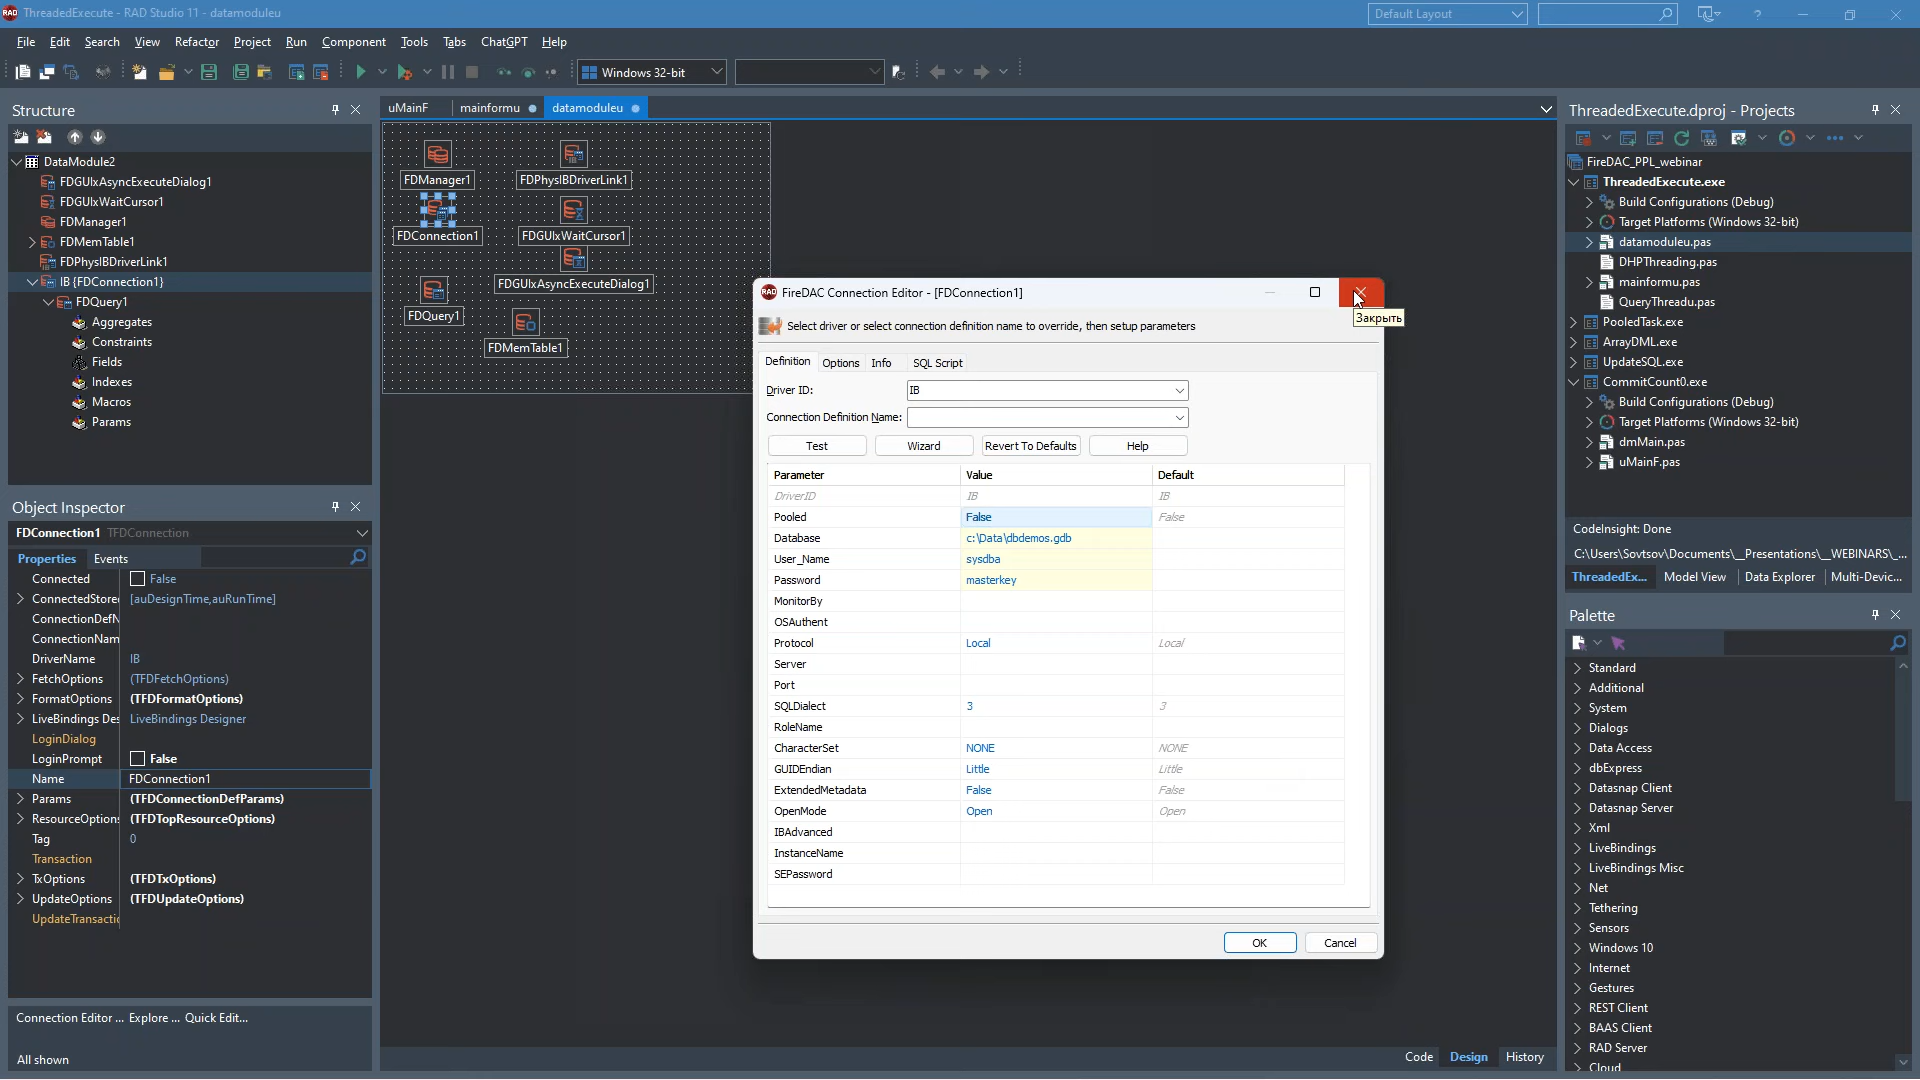 ThreadedExecute - RAD Studio 11 - datamoduleu
Default Layout
File Edit Search View Refactor Project Run Component Tools Tabs ChatGPT Help
Windows 32-bit
Structure
DataModule2
FDGUIxAsyncExecuteDialog1
FDGUIxWaitCursor1
FDManager1
FDMemTable1
FDPhysIBDriverLink1
IB {FDConnection1}
FDQuery1
Aggregates
Constraints
Fields
Indexes
Macros
Params
Object Inspector
FDConnection1 TFDConnection
Properties Events
Connected False
ConnectedStore [auDesignTime,auRunTime]
ConnectionDefN
ConnectionNam
DriverName IB
FetchOptions (TFDFetchOptions)
FormatOptions (TFDFormatOptions)
LiveBindings Des LiveBindings Designer
LoginDialog
LoginPrompt False
Name FDConnection1
Params (TFDConnectionDefParams)
ResourceOptions (TFDTopResourceOptions)
Tag 0
Transaction
TxOptions (TFDTxOptions)
UpdateOptions (TFDUpdateOptions)
UpdateTransactic
Connection Editor ... Explore ... Quick Edit...
All shown
uMainF mainformu datamoduleu
FDManager1 FDPhysIBDriverLink1
FDConnection1 FDGUIxWaitCursor1
FDGUIxAsyncExecuteDialog1
FDQuery1
FDMemTable1
RAD FireDAC Connection Editor - [FDConnection1]
Закрыть
Select driver or select connection definition name to override, then setup parameters
Definition Options Info SQL Script
Driver ID: IB
Connection Definition Name:
Test Wizard Revert To Defaults Help
Parameter Value Default
DriverID IB IB
Pooled False False
Database c:\Data\dbdemos.gdb
User_Name sysdba
Password masterkey
MonitorBy
OSAuthent
Protocol Local Local
Server
Port
SQLDialect 3 3
RoleName
CharacterSet NONE NONE
GUIDEndian Little Little
ExtendedMetadata False False
OpenMode Open Open
IBAdvanced
InstanceName
SEPassword
OK Cancel
Code Design History
ThreadedExecute.dproj - Projects
FireDAC_PPL_webinar
ThreadedExecute.exe
Build Configurations (Debug)
Target Platforms (Windows 32-bit)
datamoduleu.pas
DHPThreading.pas
mainformu.pas
QueryThreadu.pas
PooledTask.exe
ArrayDML.exe
UpdateSQL.exe
CommitCount0.exe
Build Configurations (Debug)
Target Platforms (Windows 32-bit)
dmMain.pas
uMainF.pas
CodeInsight: Done
C:\Users\Sovtsov\Documents\__Presentations\__WEBINARS\_...
ThreadedEx... Model View Data Explorer Multi-Devic...
Palette
Standard
Additional
System
Dialogs
Data Access
dbExpress
Datasnap Client
Datasnap Server
Xml
LiveBindings
LiveBindings Misc
Net
Tethering
Sensors
Windows 10
Internet
Gestures
REST Client
BAAS Client
RAD Server
Cloud